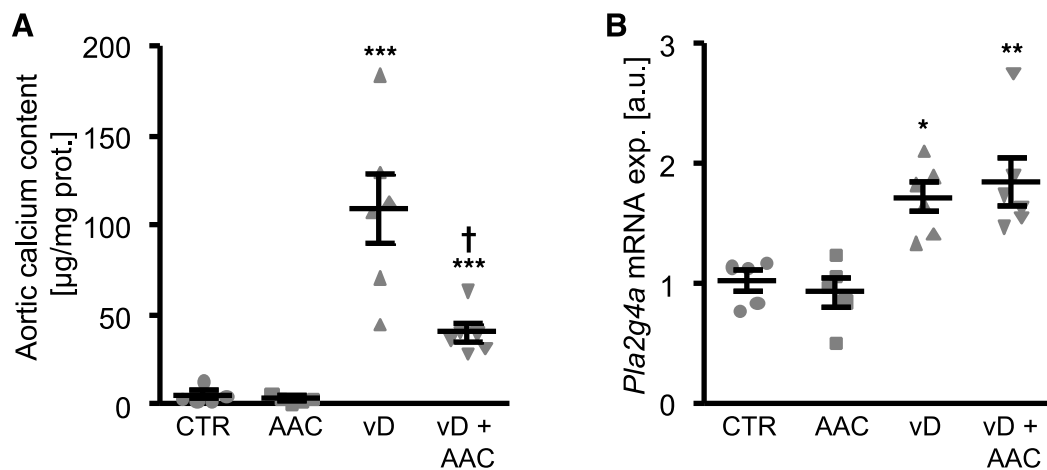 A
Aortic calcium content
[µg/mg prot.]
200
150
100
50
0
***
†
***
CTR
AAC
vD
vD +
AAC
B
Pla2g4a mRNA exp. [a.u.]
3
2
1
0
*
**
CTR
AAC
vD
vD +
AAC